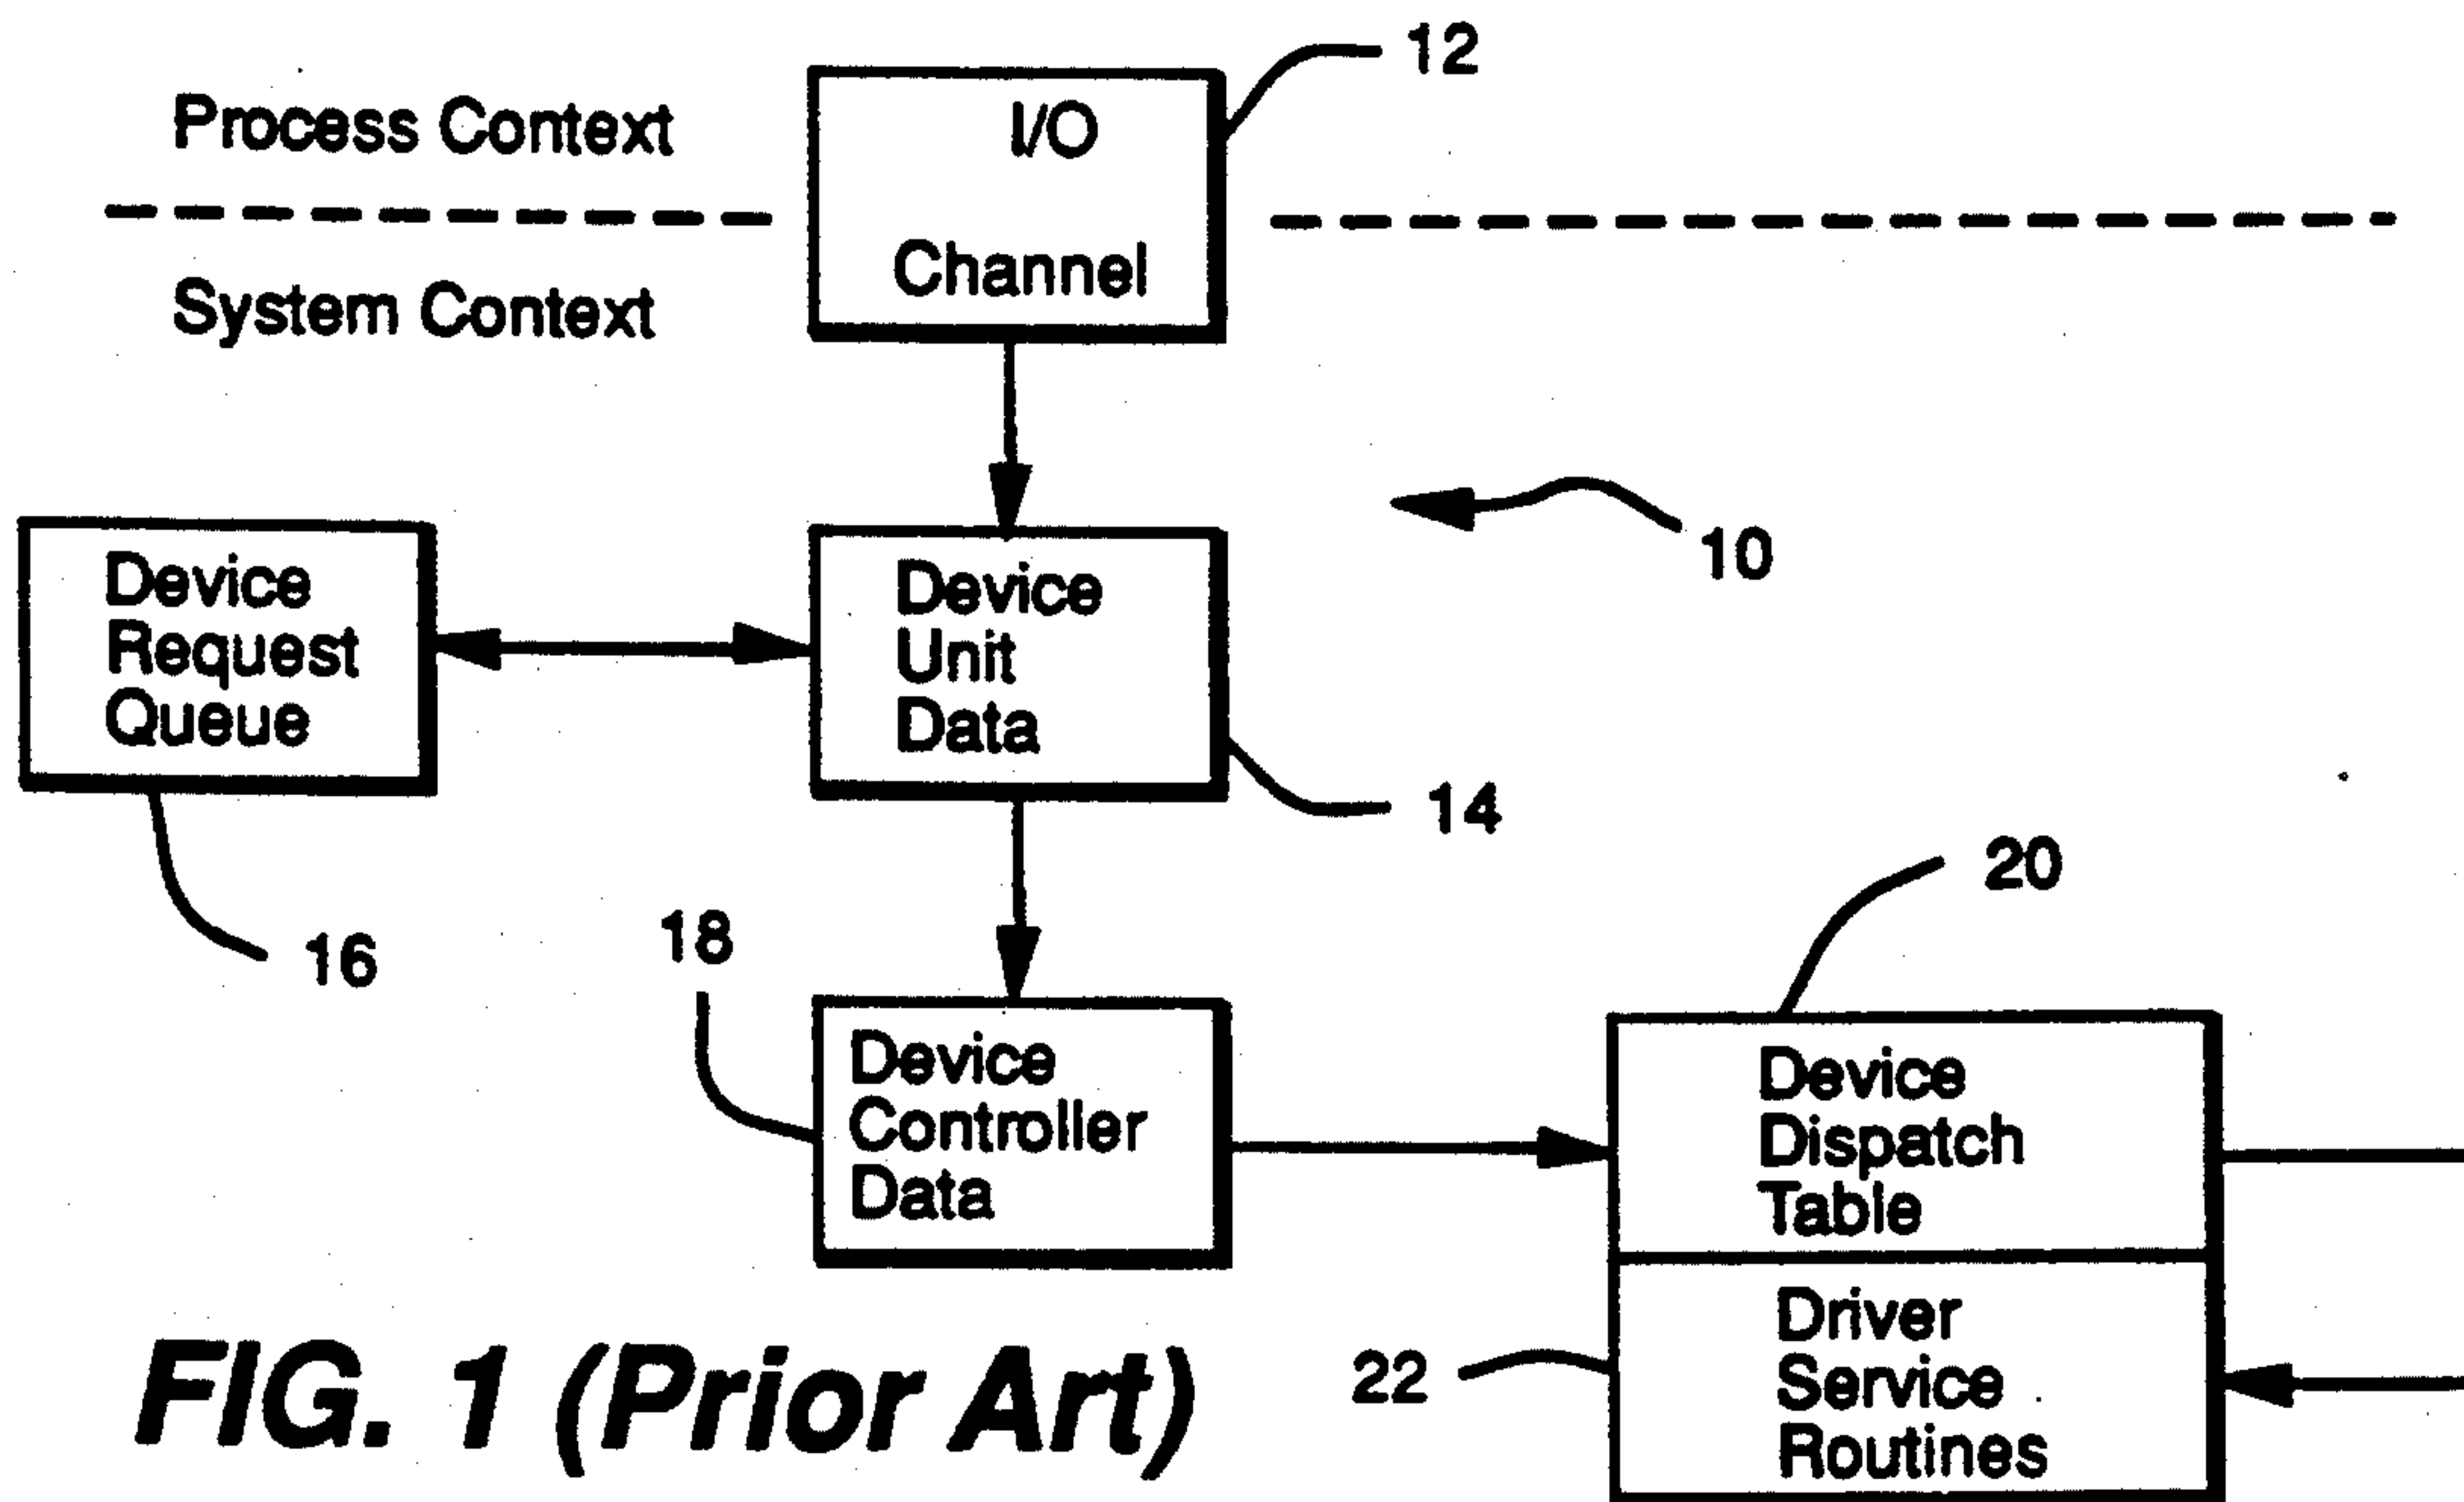 12
Process Context
I/O
System Context
Channel
10
Device
Request
Queue
Device
Unit
Data
14
16
18
20
Device
Controller
Data
Device
Dispatch
Table
22
Driver
Service
Routines
FIG. 1 (Prior Art)